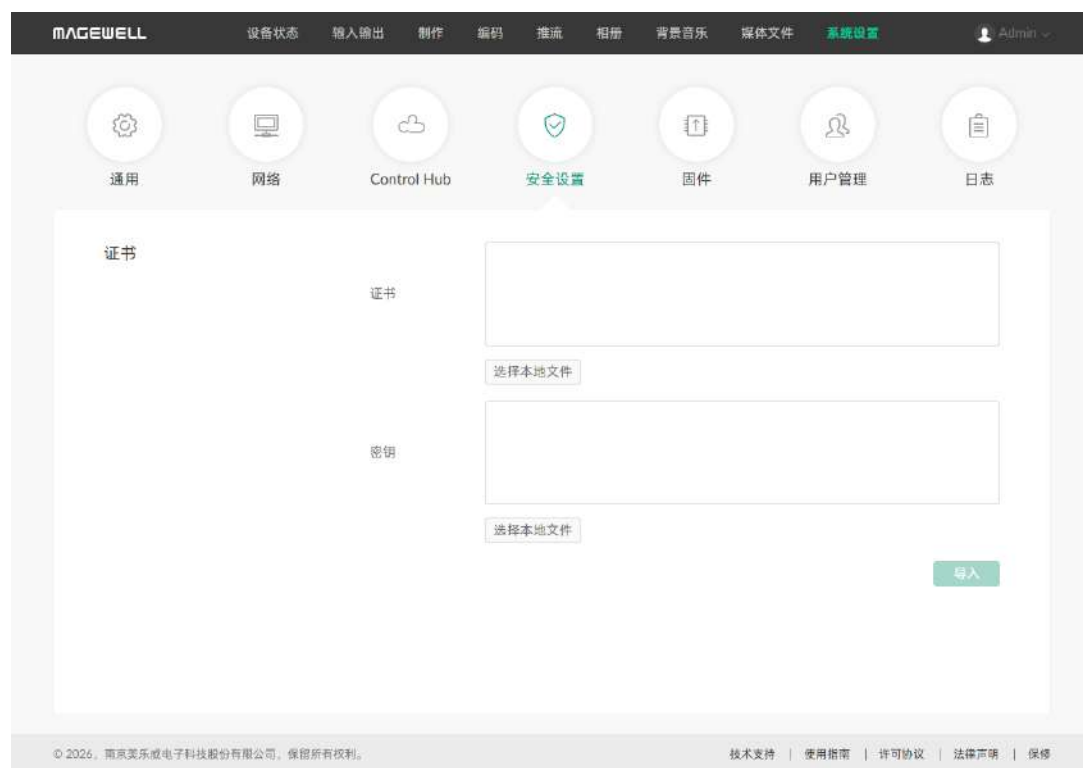 MAGEWELL 设备状态 输入输出 制作 编码 推流 相册 背景音乐 媒体文件 系统设置 Admin
通用 网络 Control Hub 安全设置 固件 用户管理 日志
证书
证书
选择本地文件
密钥
选择本地文件
导入
© 2026，南京美乐威电子科技股份有限公司，保留所有权利。 技术支持 | 使用指南 | 许可协议 | 法律声明 | 保修